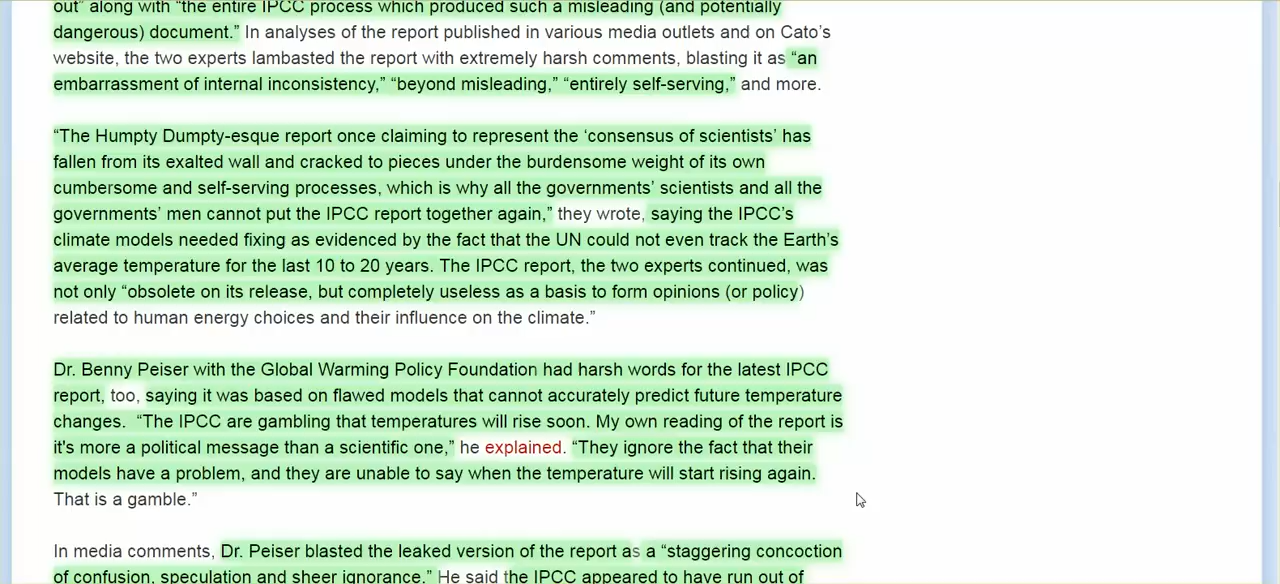 out” along with “the entire IPCC process which produced such a misleading (and potentially
dangerous) document.” In analyses of the report published in various media outlets and on Cato’s
website, the two experts lambasted the report with extremely harsh comments, blasting it as “an
embarrassment of internal inconsistency,” “beyond misleading,” “entirely self-serving,” and more.
“The Humpty Dumpty-esque report once claiming to represent the ‘consensus of scientists’ has
fallen from its exalted wall and cracked to pieces under the burdensome weight of its own
cumbersome and self-serving processes, which is why all the governments’ scientists and all the
governments’ men cannot put the IPCC report together again,” they wrote, saying the IPCC’s
climate models needed fixing as evidenced by the fact that the UN could not even track the Earth’s
average temperature for the last 10 to 20 years. The IPCC report, the two experts continued, was
not only “obsolete on its release, but completely useless as a basis to form opinions (or policy)
related to human energy choices and their influence on the climate.”
Dr. Benny Peiser with the Global Warming Policy Foundation had harsh words for the latest IPCC
report, too, saying it was based on flawed models that cannot accurately predict future temperature
changes.  “The IPCC are gambling that temperatures will rise soon. My own reading of the report is
it's more a political message than a scientific one,” he explained. “They ignore the fact that their
models have a problem, and they are unable to say when the temperature will start rising again.
That is a gamble.”
In media comments, Dr. Peiser blasted the leaked version of the report as a “staggering concoction
of confusion, speculation and sheer ignorance.” He said the IPCC appeared to have run out of